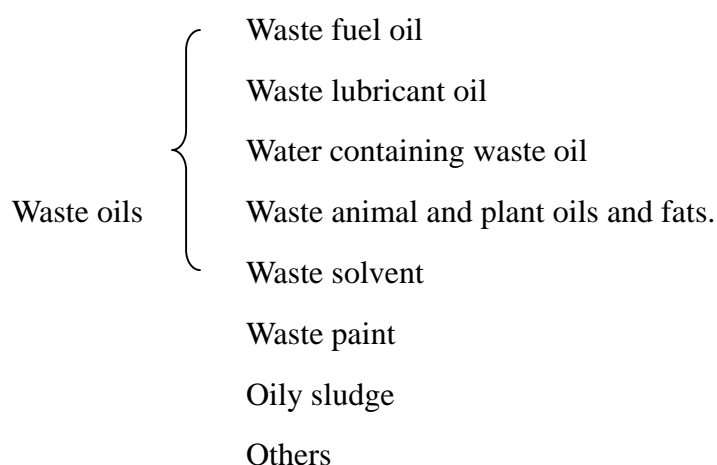 Waste fuel oil
Waste lubricant oil
Water containing waste oil
Waste oils
Waste animal and plant oils and fats.
Waste solvent
Waste paint
Oily sludge
Others